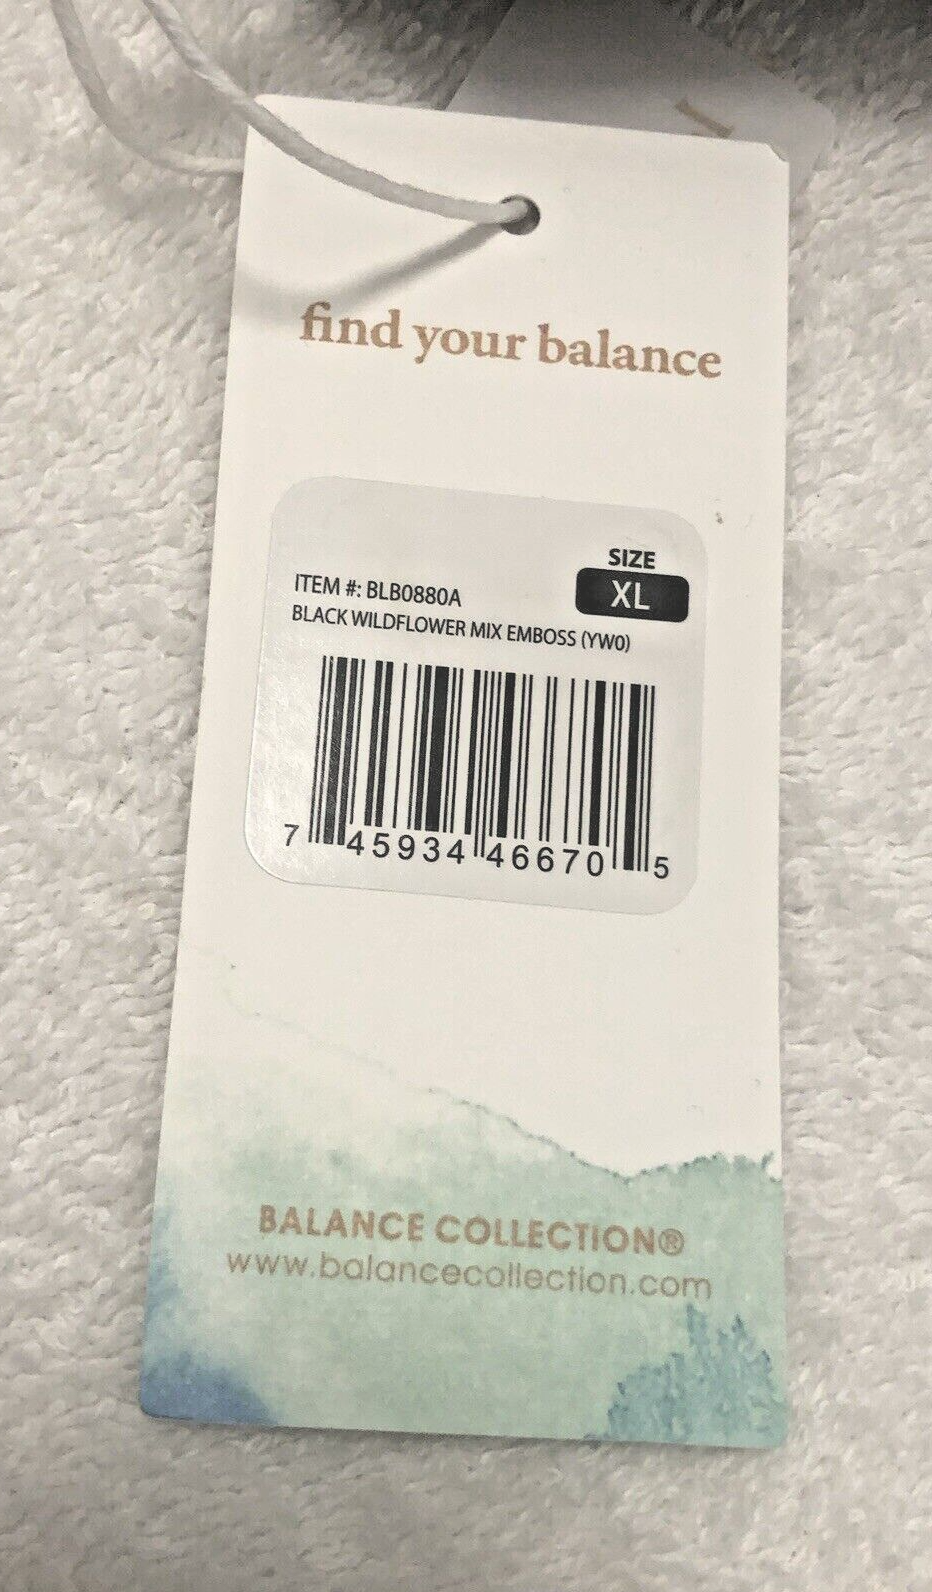 find your balance
SIZE
XL
ITEM #: BLB0880A
BLACK WILDFLOWER MIX EMBOSS (YW0)
7 45934 46670 5
BALANCE COLLECTION®
www.balancecollection.com